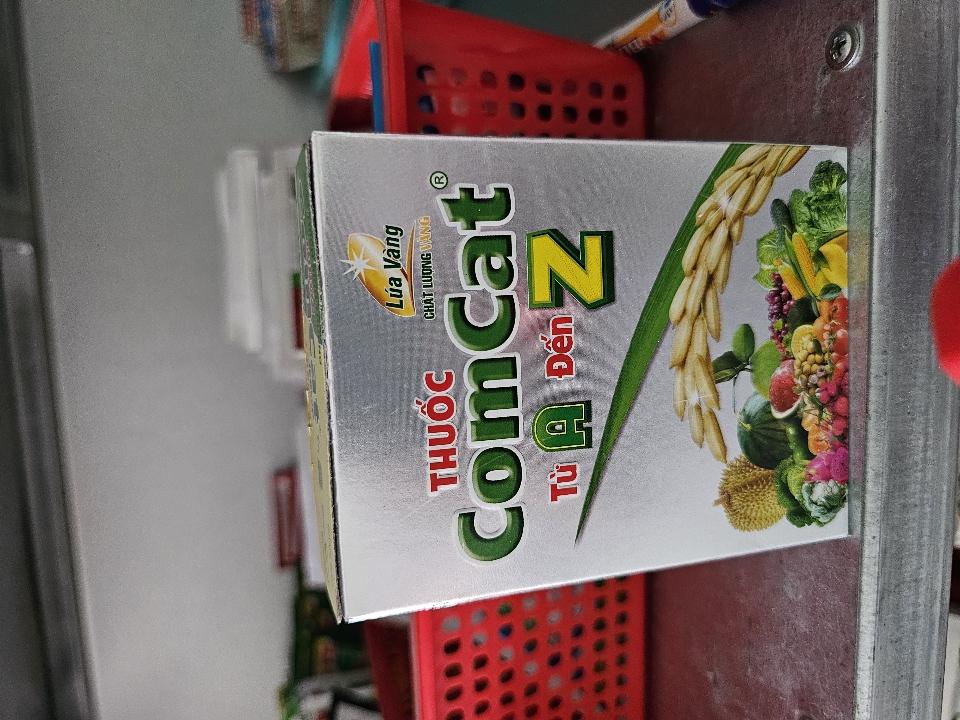 Lúa Vàng
CHẤT LƯỢNG VÀNG
THUỐC
comcat®
Từ A Đến Z